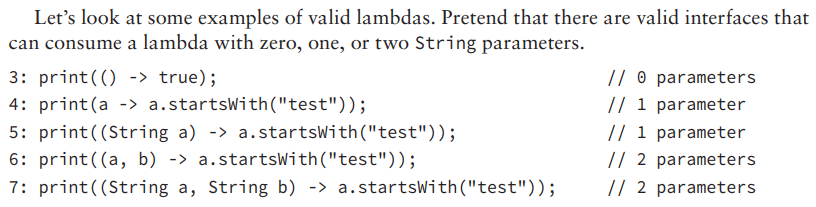 Let’s look at some examples of valid lambdas. Pretend that there are valid interfaces that
can consume a lambda with zero, one, or two String parameters.
3: print(() -> true); // 0 parameters
4: print(a -> a.startsWith("test")); // 1 parameter
5: print((String a) -> a.startsWith("test")); // 1 parameter
6: print((a, b) -> a.startsWith("test")); // 2 parameters
7: print((String a, String b) -> a.startsWith("test")); // 2 parameters